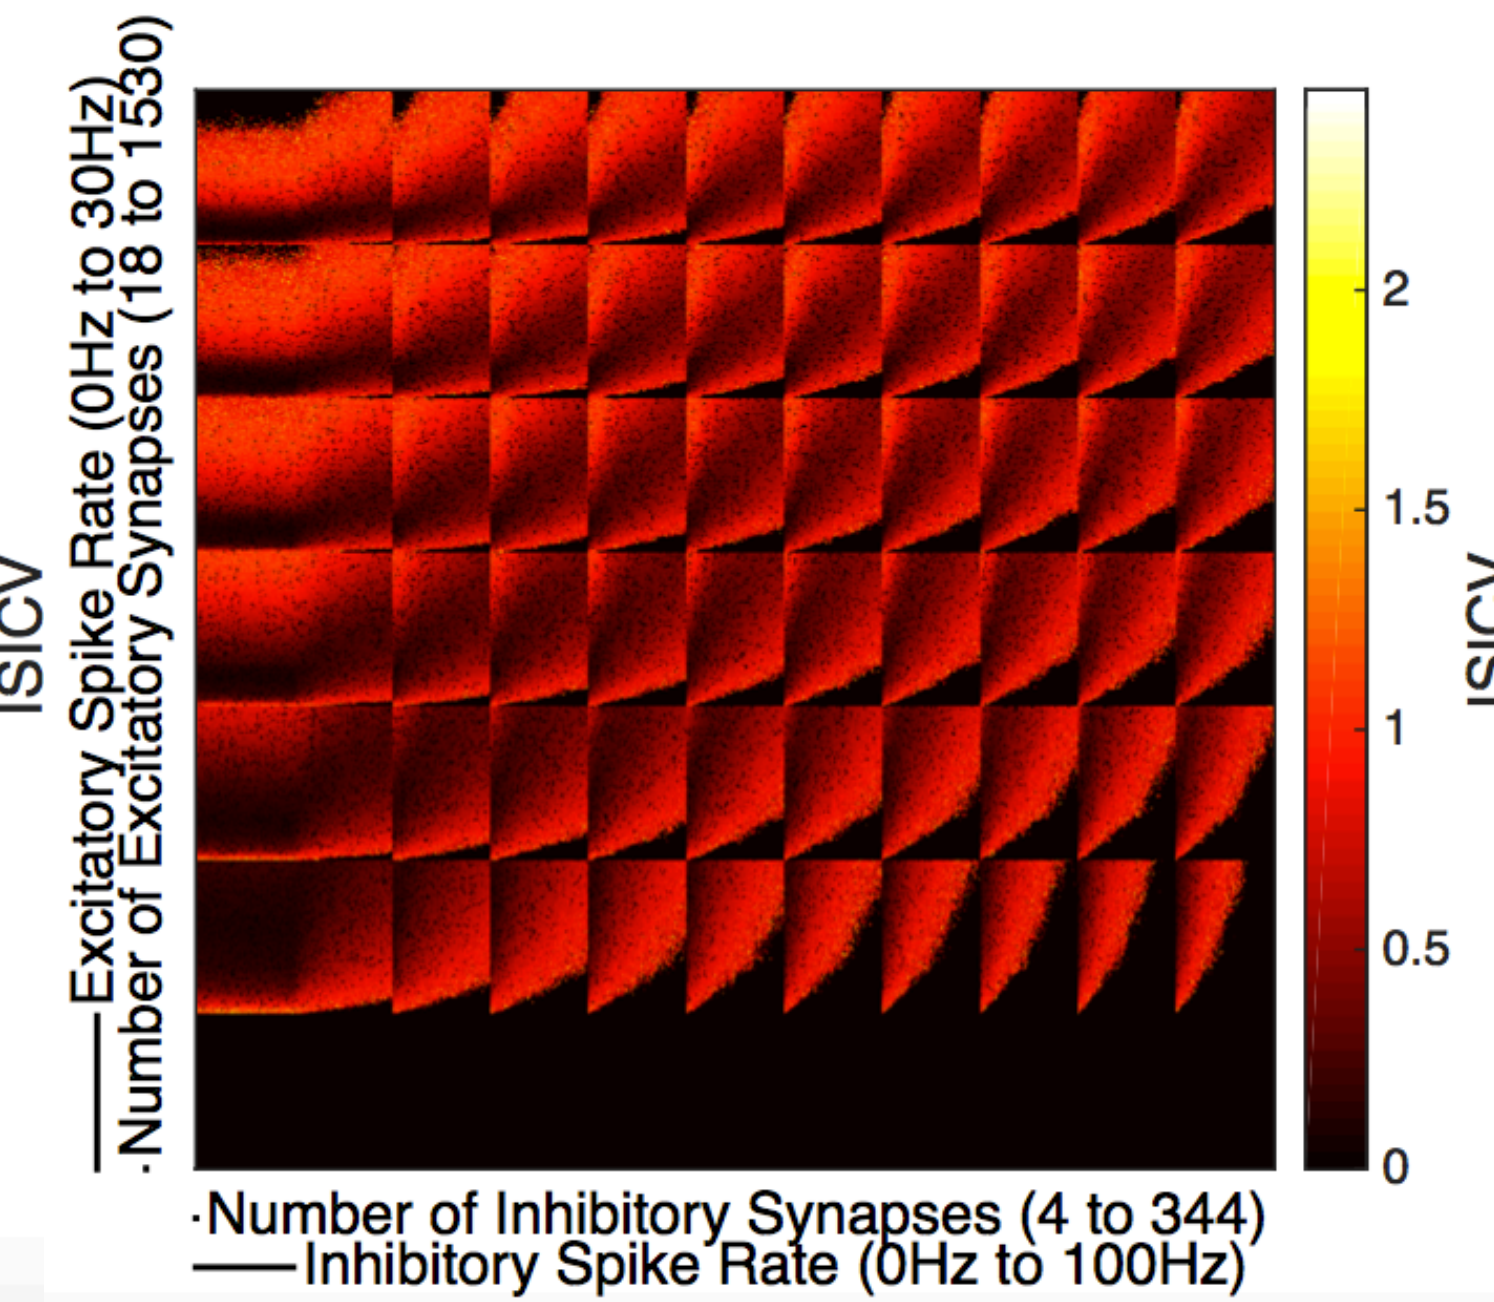 ISICV
Excitatory Spike Rate (0Hz to 30Hz)
·Number of Excitatory Synapses (18 to 1530)
2
1.5
1
0.5
0
ISICV
·Number of Inhibitory Synapses (4 to 344)
Inhibitory Spike Rate (0Hz to 100Hz)